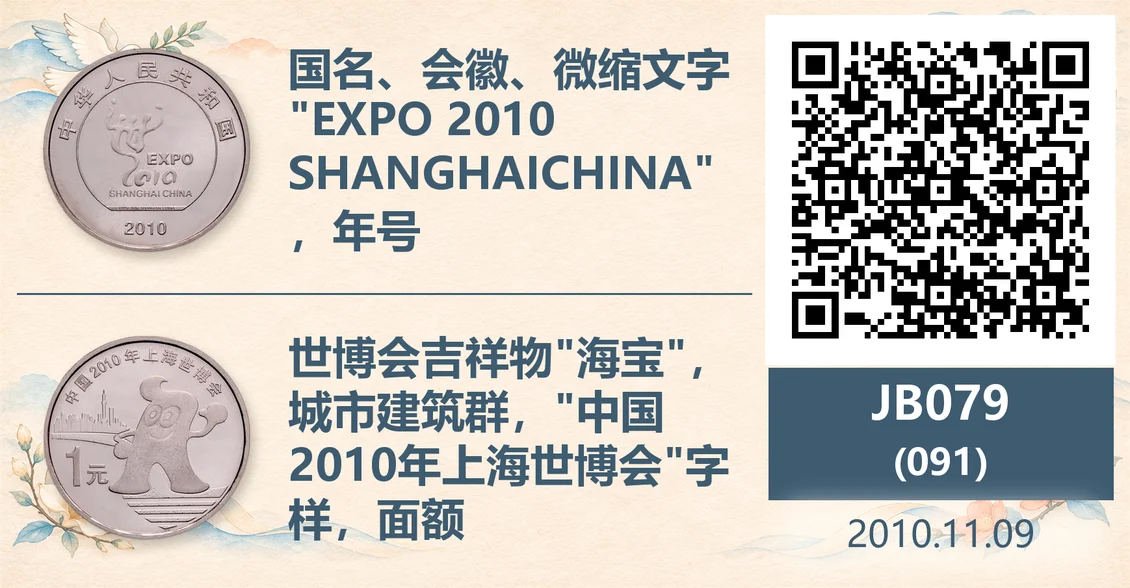 中华人民共和国
EXPO
2010
SHANGHAI CHINA
2010
国名、会徽、微缩文字
"EXPO 2010
SHANGHAICHINA"
，年号
中国2010年上海世博会
1元
世博会吉祥物"海宝"，
城市建筑群，"中国
2010年上海世博会"字
样，面额
JB079
(091)
2010.11.09